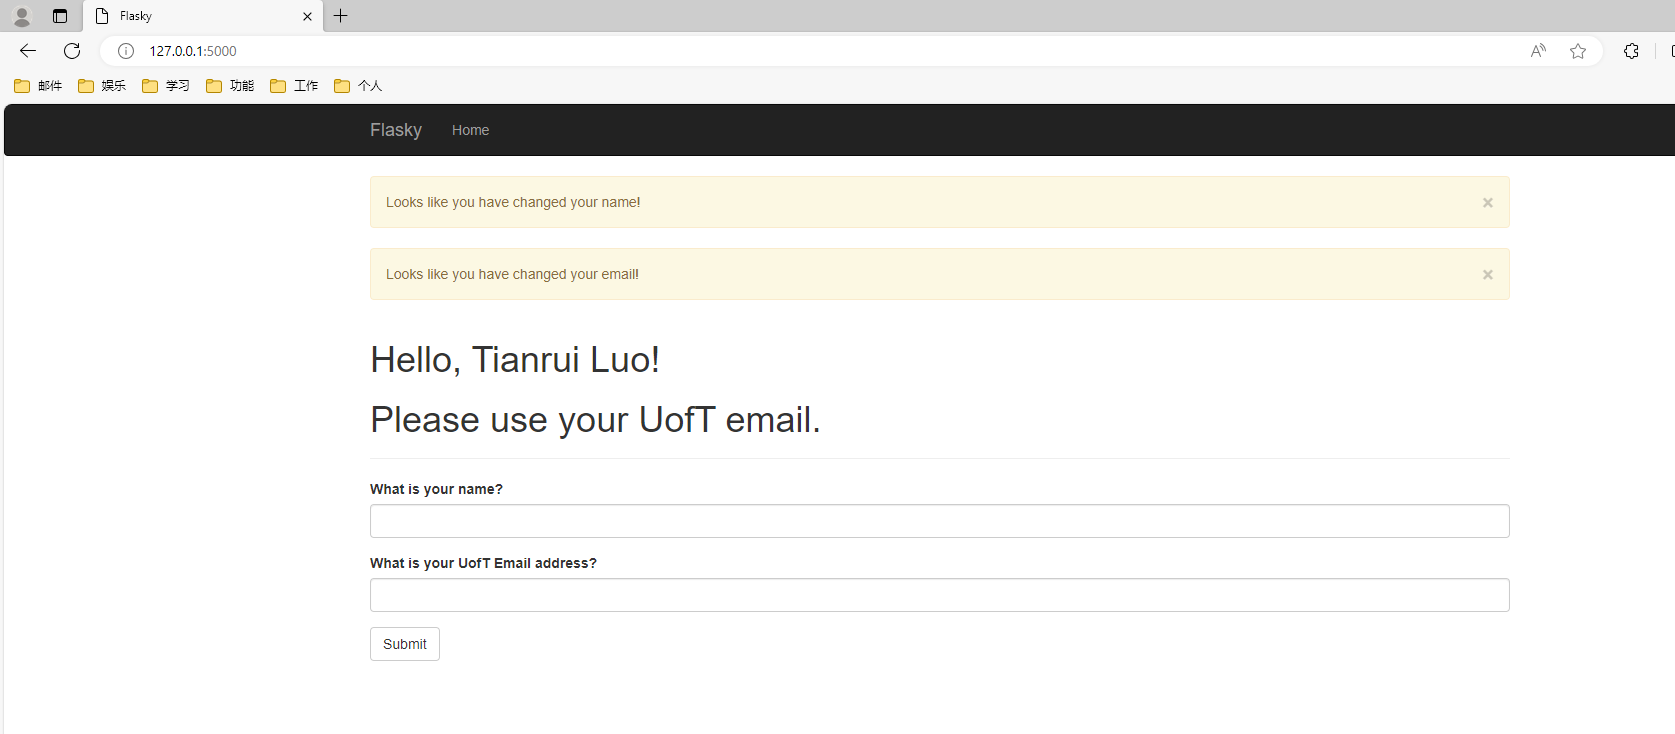 Flasky
127.0.0.1:5000
邮件 娱乐 学习 功能 工作 个人
Flasky Home
Looks like you have changed your name! ×
Looks like you have changed your email! ×
Hello, Tianrui Luo!
Please use your UofT email.
What is your name?
What is your UofT Email address?
Submit